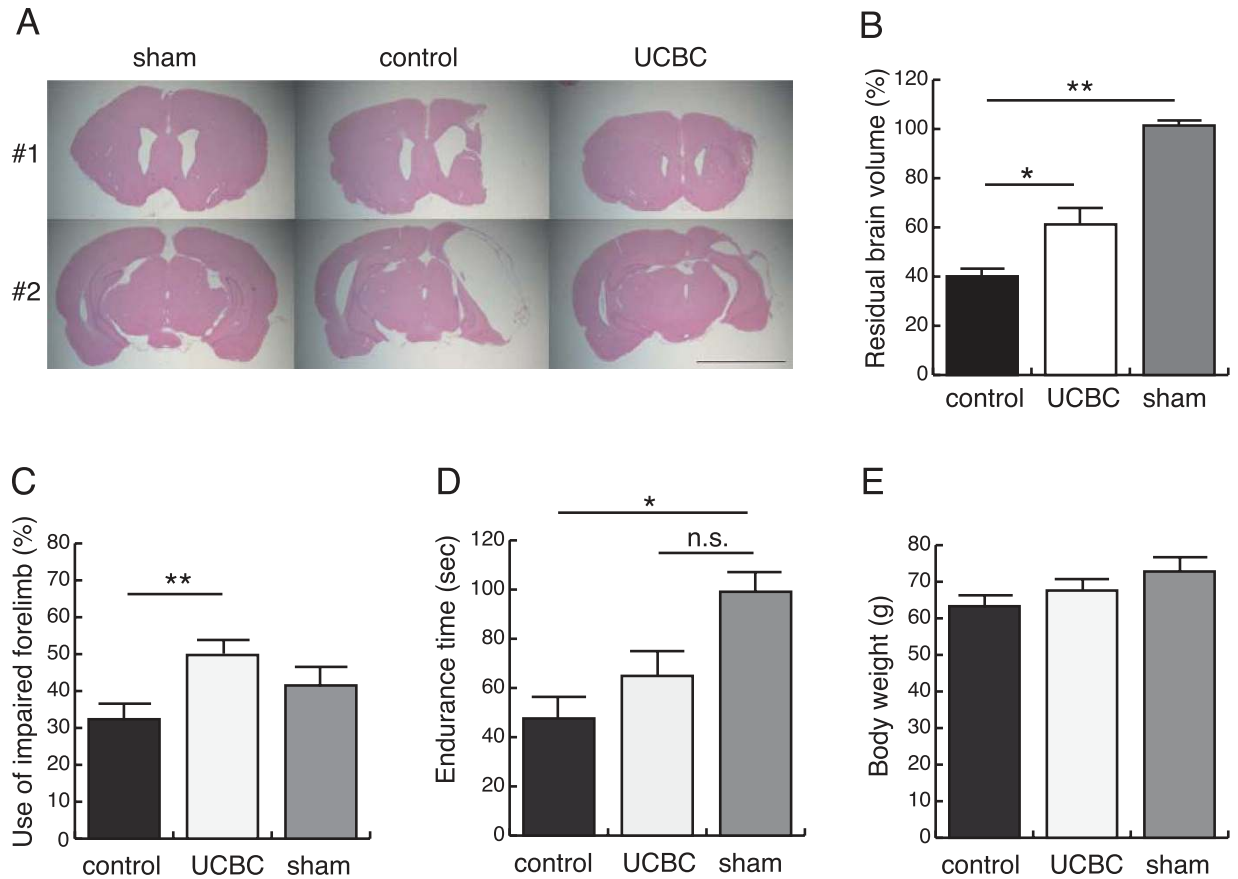 A
sham control UCBC
#1
#2
B
Residual brain volume (%)
120
100
80
60
40
20
0
**
*
control UCBC sham
C
Use of impaired forelimb (%)
80
70
60
50
40
30
20
10
0
**
control UCBC sham
D
Endurance time (sec)
120
100
80
60
40
20
0
*
n.s.
control UCBC sham
E
Body weight (g)
80
70
60
50
40
30
20
10
0
control UCBC sham